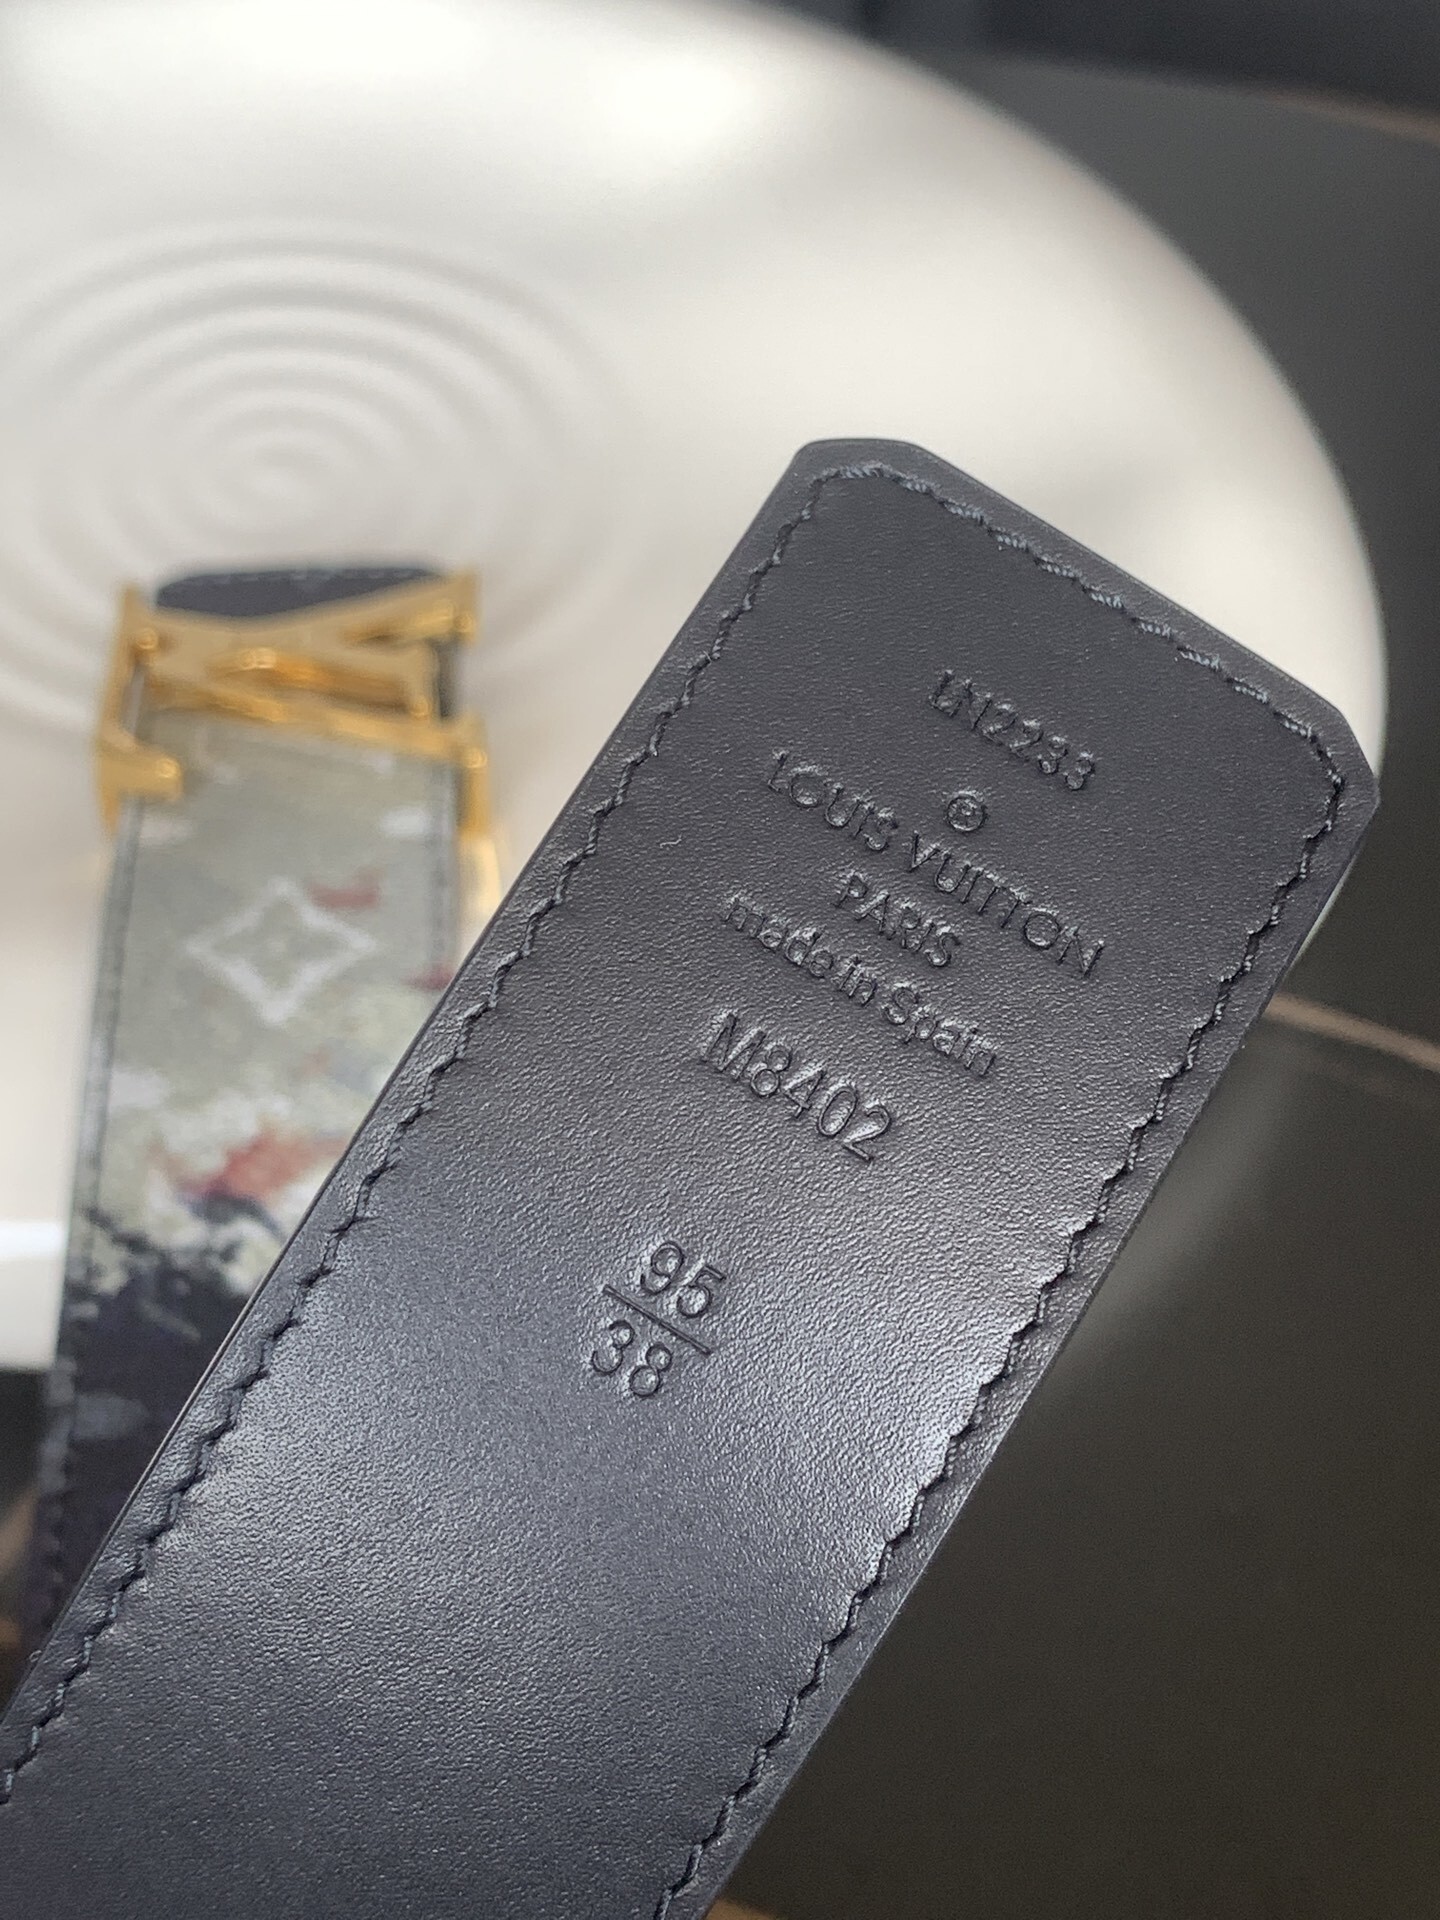 LN2233
®
LOUIS VUITTON
PARIS
made in Spain
M8402
95
38